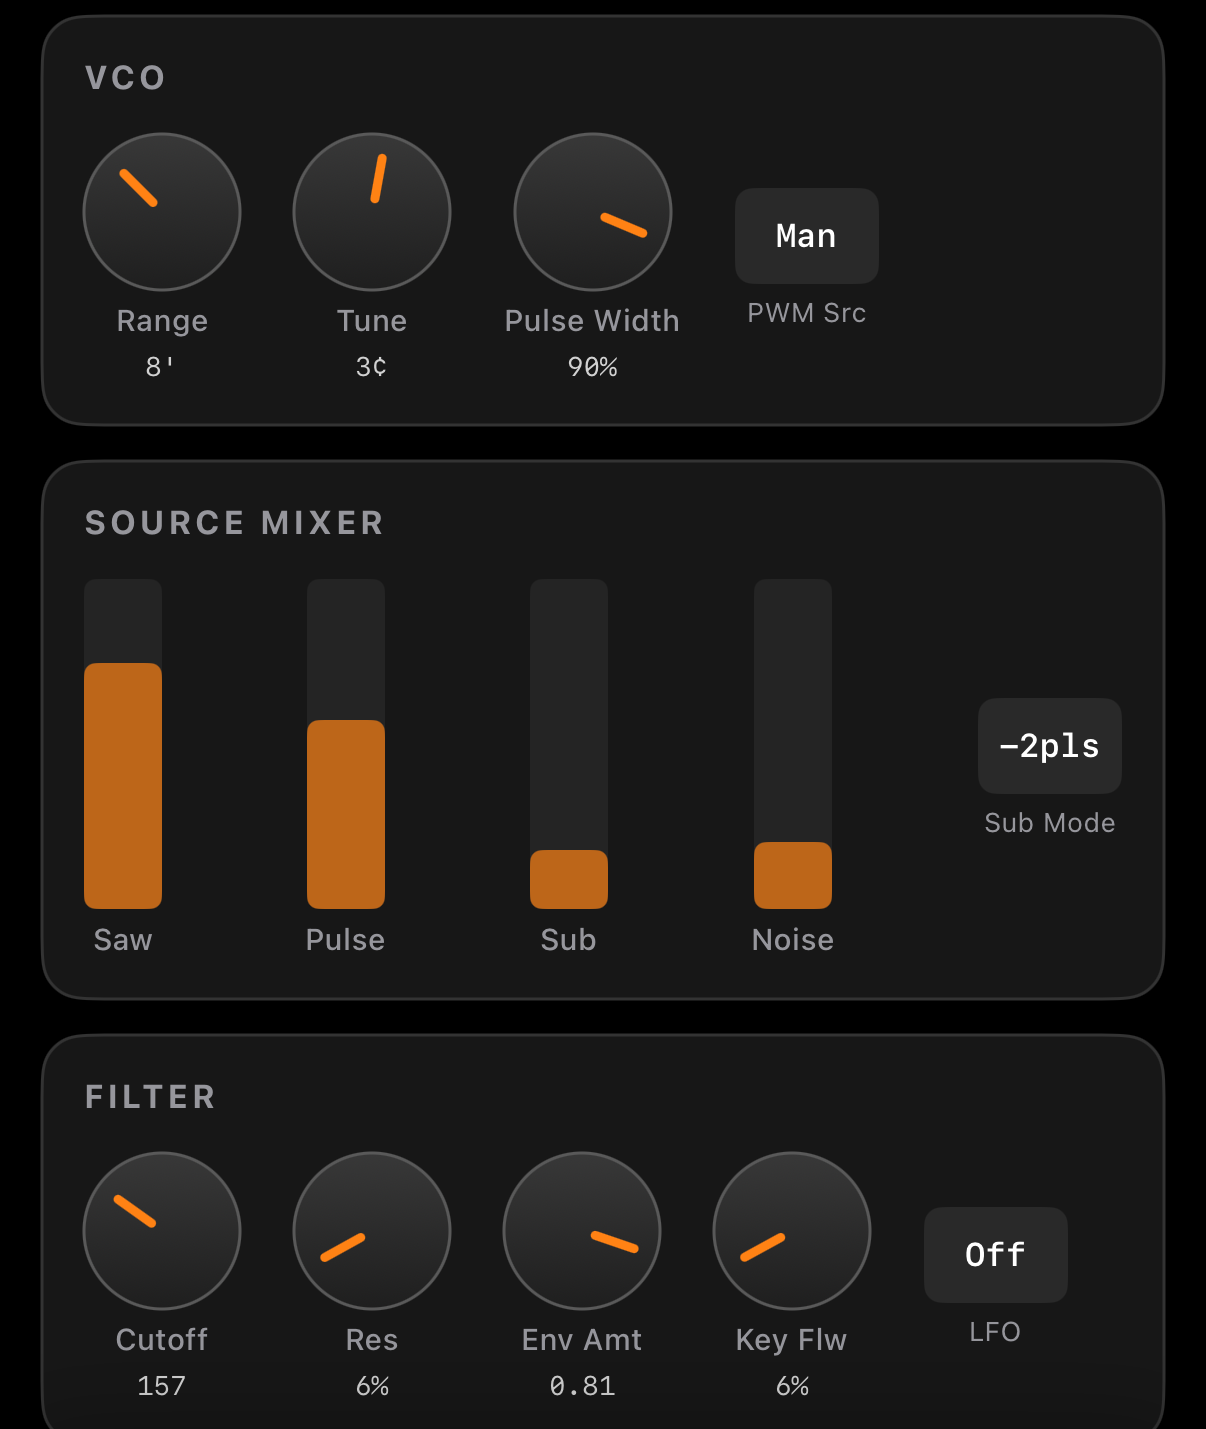 VCO
Range Tune Pulse Width Man
8' 3¢ 90% PWM Src
SOURCE MIXER
−2pls
Sub Mode
Saw Pulse Sub Noise
FILTER
Off
LFO
Cutoff Res Env Amt Key Flw
157 6% 0.81 6%